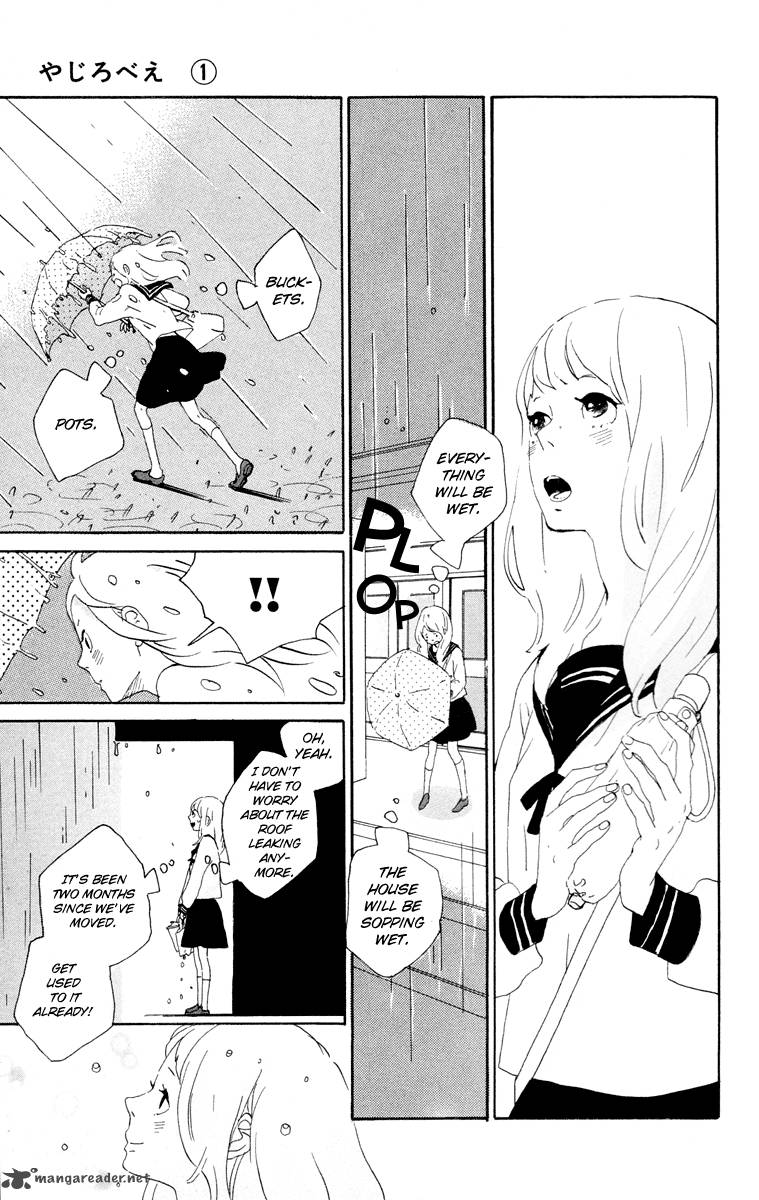 やじろべえ ①
EVERY-
THING
WILL BE
WET.
PLOP
THE
HOUSE
WILL BE
SOPPING
WET.
BUCK-
ETS.
POTS.
!!
OH,
YEAH.
I DON'T
HAVE TO
WORRY
ABOUT THE
ROOF
LEAKING
ANY-
MORE.
IT'S BEEN
TWO MONTHS
SINCE WE'VE
MOVED.
GET
USED
TO IT
ALREADY!
mangareader.net